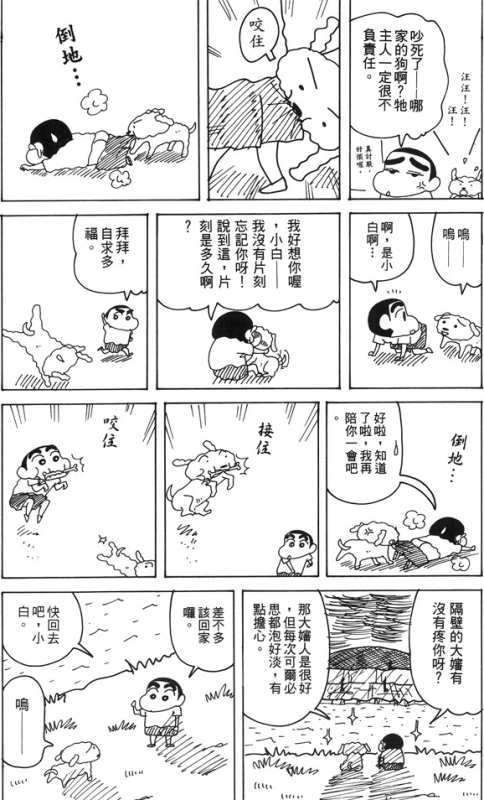 汪！汪！
汪！
吵死了——哪
家的狗啊？牠
主人一定很不
負責任。
真討厭
咬住
倒地…
嗚——
嗚——
啊，是小
白啊…
我好想你喔
，小白——
我沒有片刻
忘記你呀！
說到這，片
刻是多久啊
？
拜拜，
自求多
福。
倒地…
好啦，知道
了啦，我再
陪你一會吧
。
接住
咬住
隔壁的大嬸有
沒有疼你呀？
那大嬸人是很好
，但每次可爾必
思都泡好淡，有
點擔心。
差不多
該回家
囉。
快回去
吧，小
白。
嗚——